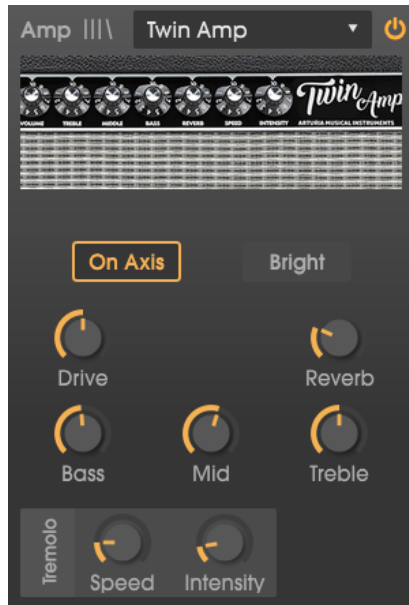 Amp Twin Amp
Twin Amp
VOLUME TREBLE MIDDLE BASS REVERB SPEED INTENSITY ARTURIA MUSICAL INSTRUMENTS
On Axis Bright
Drive Reverb
Bass Mid Treble
Tremolo
Speed Intensity